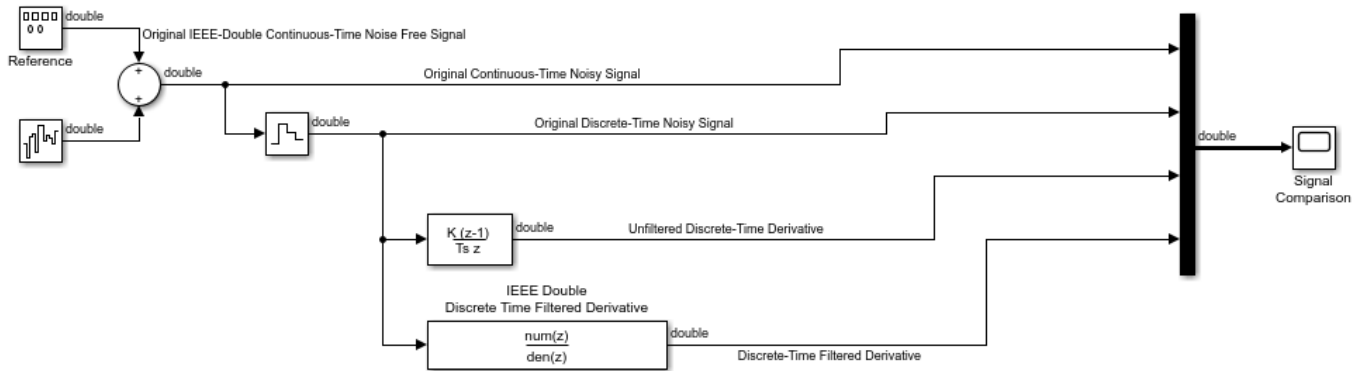 double
Original IEEE-Double Continuous-Time Noise Free Signal
Reference
+
+
double
Original Continuous-Time Noisy Signal
double
double
Original Discrete-Time Noisy Signal
double
Signal
Comparison
K (z-1)
Ts z
double
Unfiltered Discrete-Time Derivative
IEEE Double
Discrete Time Filtered Derivative
num(z)
den(z)
double
Discrete-Time Filtered Derivative